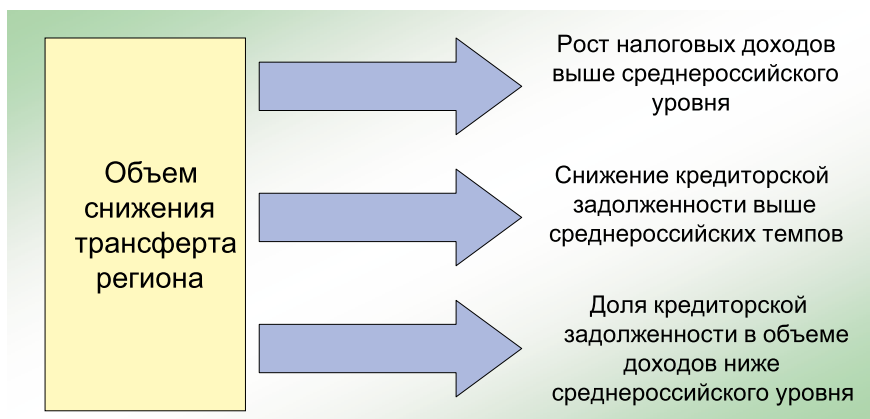 Объем
снижения
трансферта
региона
Рост налоговых доходов
выше среднероссийского
уровня
Снижение кредиторской
задолженности выше
среднероссийских темпов
Доля кредиторской
задолженности в объеме
доходов ниже
среднероссийского уровня